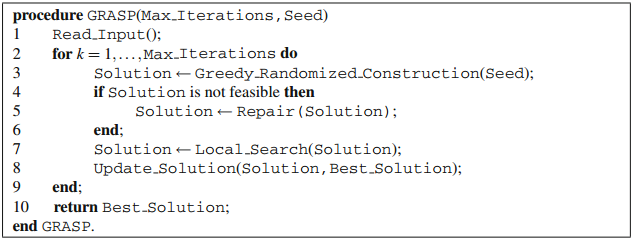 procedure GRASP(Max_Iterations,Seed)
1 Read_Input();
2 for k = 1,...,Max_Iterations do
3 Solution ← Greedy_Randomized_Construction(Seed);
4 if Solution is not feasible then
5 Solution ← Repair(Solution);
6 end;
7 Solution ← Local_Search(Solution);
8 Update_Solution(Solution,Best_Solution);
9 end;
10 return Best_Solution;
end GRASP.